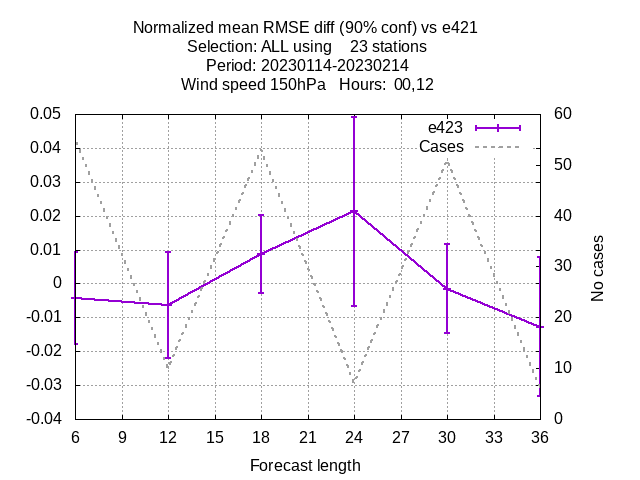 Normalized mean RMSE diff (90% conf) vs e421
Selection: ALL using    23 stations
Period: 20230114-20230214
Wind speed 150hPa   Hours:  00,12
e423
Cases
0.05
0.04
0.03
0.02
0.01
0
-0.01
-0.02
-0.03
-0.04
60
50
40
30
20
10
0
No cases
6 9 12 15 18 21 24 27 30 33 36
Forecast length